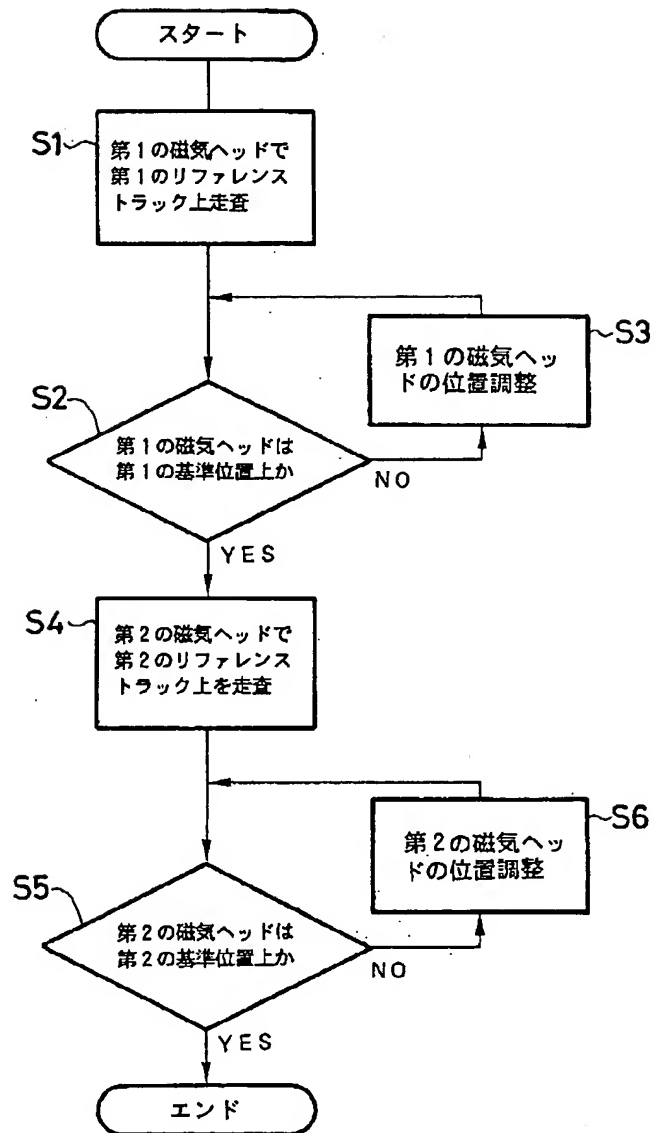 スタート
S1
第1の磁気ヘッドで
第1のリファレンス
トラック上走査
S3
第1の磁気ヘッ
ドの位置調整
S2
第1の磁気ヘッドは
第1の基準位置上か
NO
YES
S4
第2の磁気ヘッドで
第2のリファレンス
トラック上を走査
S6
第2の磁気ヘッ
ドの位置調整
S5
第2の磁気ヘッドは
第2の基準位置上か
NO
YES
エンド